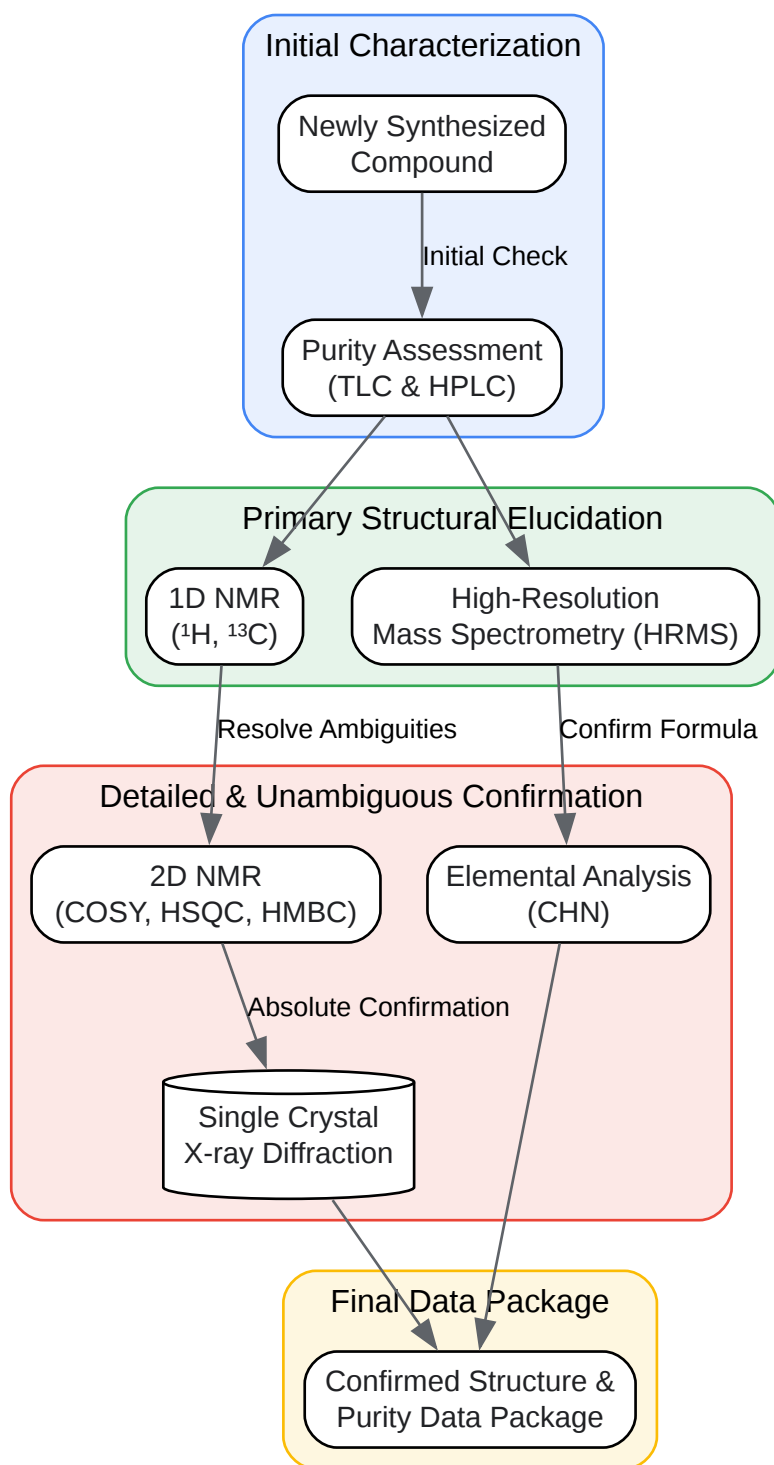 Initial Characterization
Newly Synthesized
Compound
Initial Check
Purity Assessment
(TLC & HPLC)
Primary Structural Elucidation
1D NMR
(¹H, ¹³C)
High-Resolution
Mass Spectrometry (HRMS)
Resolve Ambiguities
Confirm Formula
Detailed & Unambiguous Confirmation
2D NMR
(COSY, HSQC, HMBC)
Elemental Analysis
(CHN)
Absolute Confirmation
Single Crystal
X-ray Diffraction
Final Data Package
Confirmed Structure &
Purity Data Package